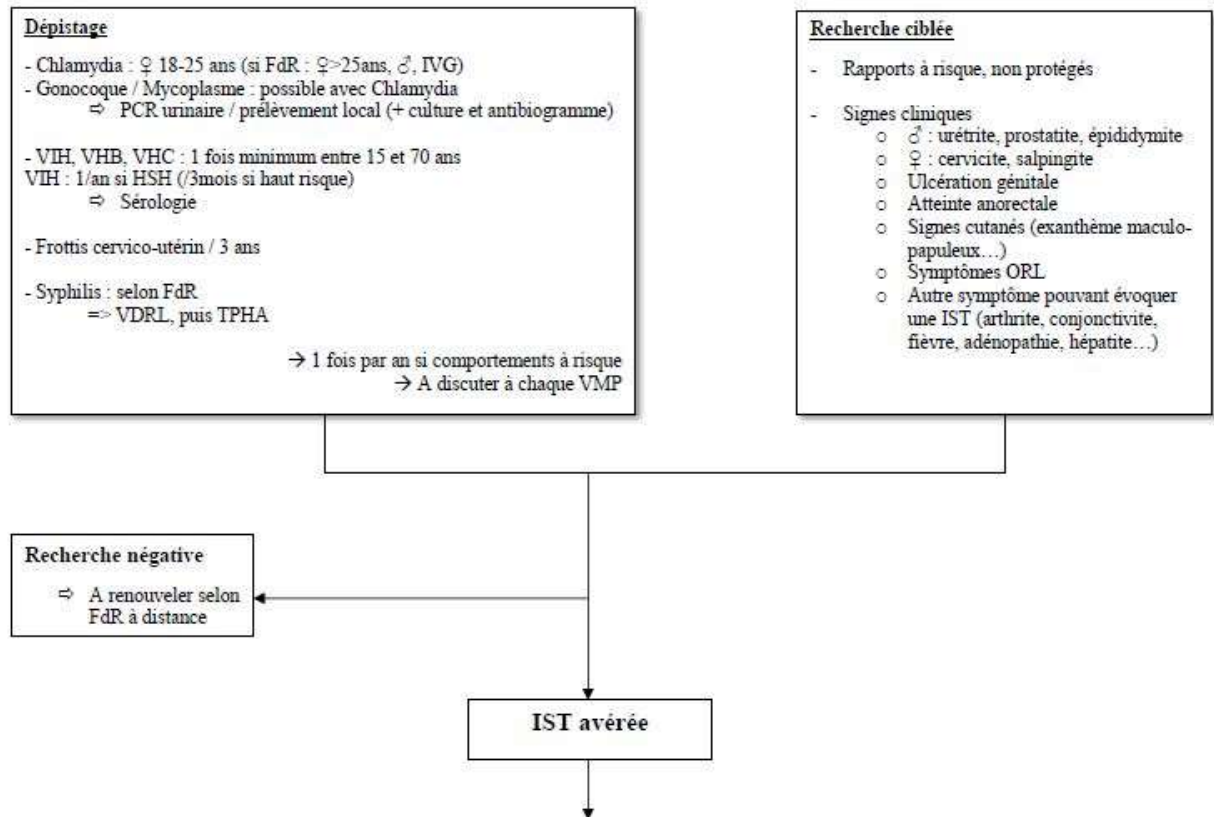 Dépistage
- Chlamydia : ♀ 18-25 ans (si FdR : ♀>25ans, ♂, IVG)
- Gonocoque / Mycoplasme : possible avec Chlamydia
⇨ PCR urinaire / prélèvement local (+ culture et antibiogramme)
- VIH, VHB, VHC : 1 fois minimum entre 15 et 70 ans
VIH : 1/an si HSH (/3mois si haut risque)
⇨ Sérologie
- Frottis cervico-utérin / 3 ans
- Syphilis : selon FdR
=> VDRL, puis TPHA
→ 1 fois par an si comportements à risque
→ A discuter à chaque VMP
Recherche ciblée
- Rapports à risque, non protégés
- Signes cliniques
o ♂ : urétrite, prostatite, épididymite
o ♀ : cervicite, salpingite
o Ulcération génitale
o Atteinte anorectale
o Signes cutanés (exanthème maculo-
papuleux…)
o Symptômes ORL
o Autre symptôme pouvant évoquer
une IST (arthrite, conjonctivite,
fièvre, adénopathie, hépatite…)
Recherche négative
⇨ A renouveler selon
FdR à distance
IST avérée